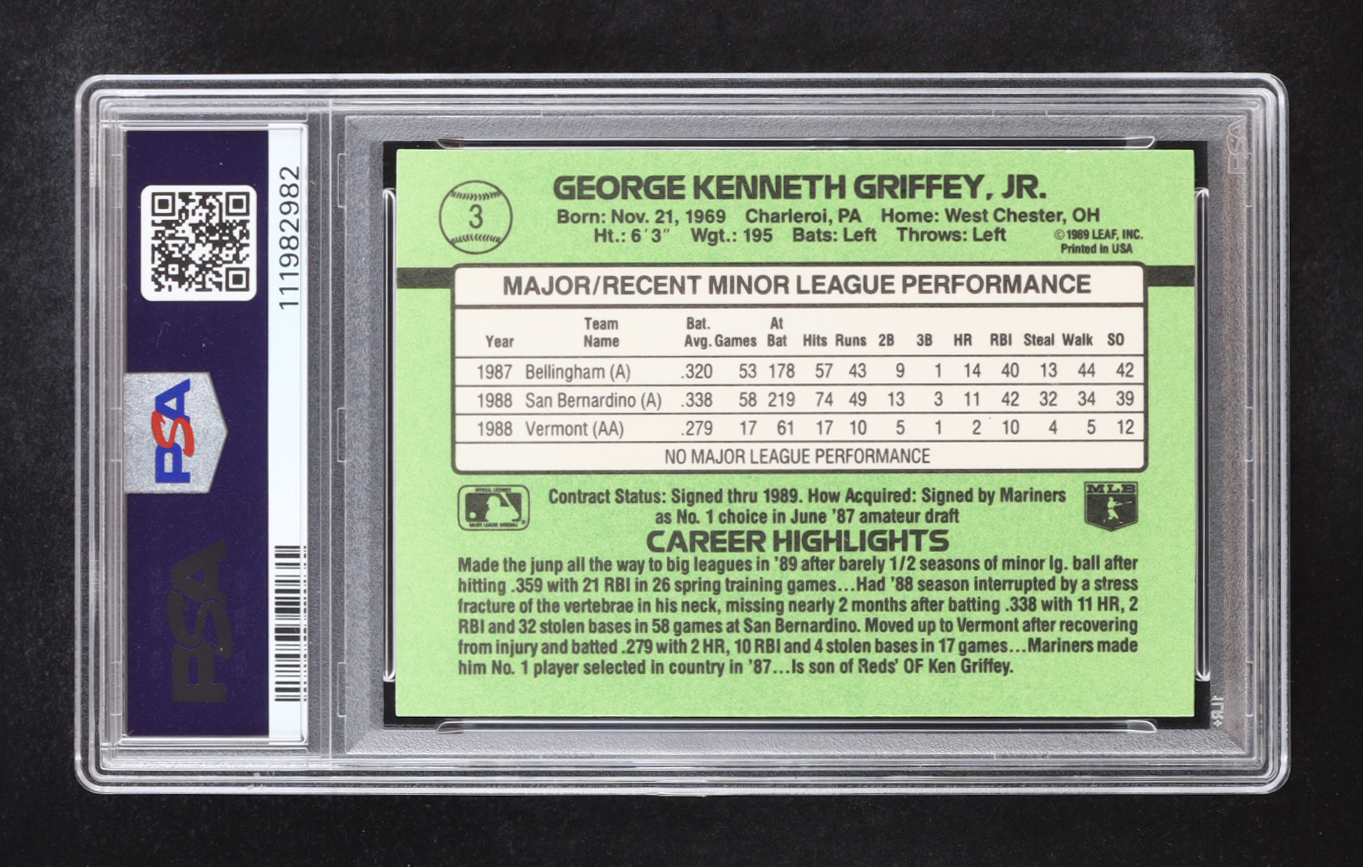 111982982
PSA
PSA
3
GEORGE KENNETH GRIFFEY, JR.
Born: Nov. 21, 1969 Charleroi, PA Home: West Chester, OH
Ht.: 6'3" Wgt.: 195 Bats: Left Throws: Left
©1989 LEAF, INC.
Printed in USA
MAJOR/RECENT MINOR LEAGUE PERFORMANCE
Year Team Name Bat. Avg. Games At Bat Hits Runs 2B 3B HR RBI Steal Walk SO
1987 Bellingham (A) .320 53 178 57 43 9 1 14 40 13 44 42
1988 San Bernardino (A) .338 58 219 74 49 13 3 11 42 32 34 39
1988 Vermont (AA) .279 17 61 17 10 5 1 2 10 4 5 12
NO MAJOR LEAGUE PERFORMANCE
Contract Status: Signed thru 1989. How Acquired: Signed by Mariners
as No. 1 choice in June '87 amateur draft
MLB
CAREER HIGHLIGHTS
Made the junp all the way to big leagues in '89 after barely 1/2 seasons of minor lg. ball after
hitting .359 with 21 RBI in 26 spring training games...Had '88 season interrupted by a stress
fracture of the vertebrae in his neck, missing nearly 2 months after batting .338 with 11 HR, 2
RBI and 32 stolen bases in 58 games at San Bernardino. Moved up to Vermont after recovering
from injury and batted .279 with 2 HR, 10 RBI and 4 stolen bases in 17 games...Mariners made
him No. 1 player selected in country in '87...Is son of Reds' OF Ken Griffey.